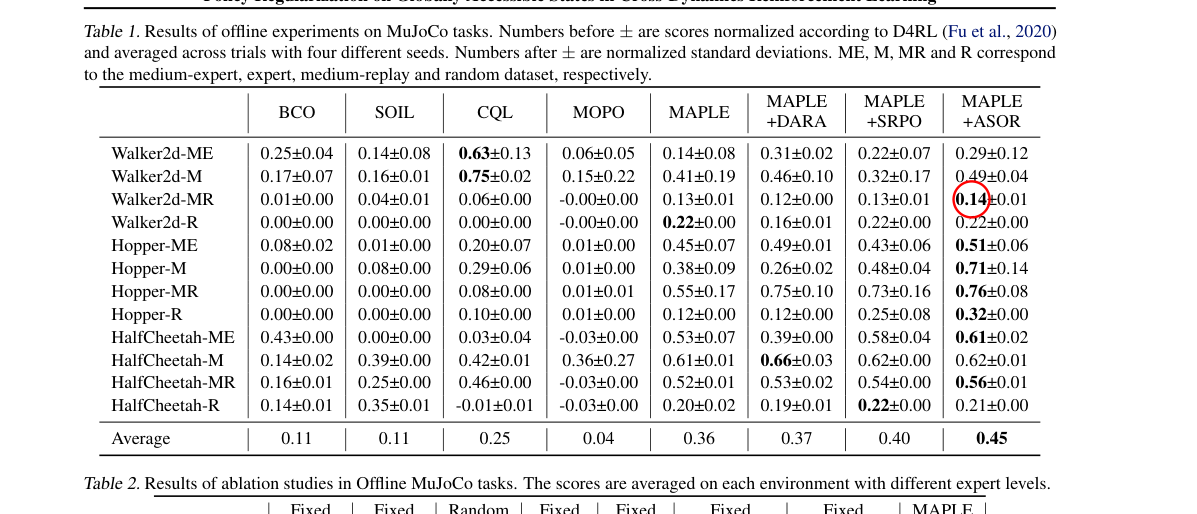 Policy Regularization on Globally Accessible States in Cross-Dynamics Reinforcement Learning
Table 1. Results of offline experiments on MuJoCo tasks. Numbers before ± are scores normalized according to D4RL (Fu et al., 2020)
and averaged across trials with four different seeds. Numbers after ± are normalized standard deviations. ME, M, MR and R correspond
to the medium-expert, expert, medium-replay and random dataset, respectively.
BCO SOIL CQL MOPO MAPLE MAPLE +DARA MAPLE +SRPO MAPLE +ASOR
Walker2d-ME 0.25±0.04 0.14±0.08 0.63±0.13 0.06±0.05 0.14±0.08 0.31±0.02 0.22±0.07 0.29±0.12
Walker2d-M 0.17±0.07 0.16±0.01 0.75±0.02 0.15±0.22 0.41±0.19 0.46±0.10 0.32±0.17 0.49±0.04
Walker2d-MR 0.01±0.00 0.04±0.01 0.06±0.00 -0.00±0.00 0.13±0.01 0.12±0.00 0.13±0.01 0.14±0.01
Walker2d-R 0.00±0.00 0.00±0.00 0.00±0.00 -0.00±0.00 0.22±0.00 0.16±0.01 0.22±0.00 0.22±0.00
Hopper-ME 0.08±0.02 0.01±0.00 0.20±0.07 0.01±0.00 0.45±0.07 0.49±0.01 0.43±0.06 0.51±0.06
Hopper-M 0.00±0.00 0.08±0.00 0.29±0.06 0.01±0.00 0.38±0.09 0.26±0.02 0.48±0.04 0.71±0.14
Hopper-MR 0.00±0.00 0.00±0.00 0.08±0.00 0.01±0.01 0.55±0.17 0.75±0.10 0.73±0.16 0.76±0.08
Hopper-R 0.00±0.00 0.00±0.00 0.10±0.00 0.01±0.00 0.12±0.00 0.12±0.00 0.25±0.08 0.32±0.00
HalfCheetah-ME 0.43±0.00 0.00±0.00 0.03±0.04 -0.03±0.00 0.53±0.07 0.39±0.00 0.58±0.04 0.61±0.02
HalfCheetah-M 0.14±0.02 0.39±0.00 0.42±0.01 0.36±0.27 0.61±0.01 0.66±0.03 0.62±0.00 0.62±0.01
HalfCheetah-MR 0.16±0.01 0.25±0.00 0.46±0.00 -0.03±0.00 0.52±0.01 0.53±0.02 0.54±0.00 0.56±0.01
HalfCheetah-R 0.14±0.01 0.35±0.01 -0.01±0.01 -0.03±0.00 0.20±0.02 0.19±0.01 0.22±0.00 0.21±0.00
Average 0.11 0.11 0.25 0.04 0.36 0.37 0.40 0.45
Table 2. Results of ablation studies in Offline MuJoCo tasks. The scores are averaged on each environment with different expert levels.
Fixed Fixed Random Fixed Fixed Fixed Fixed MAPLE